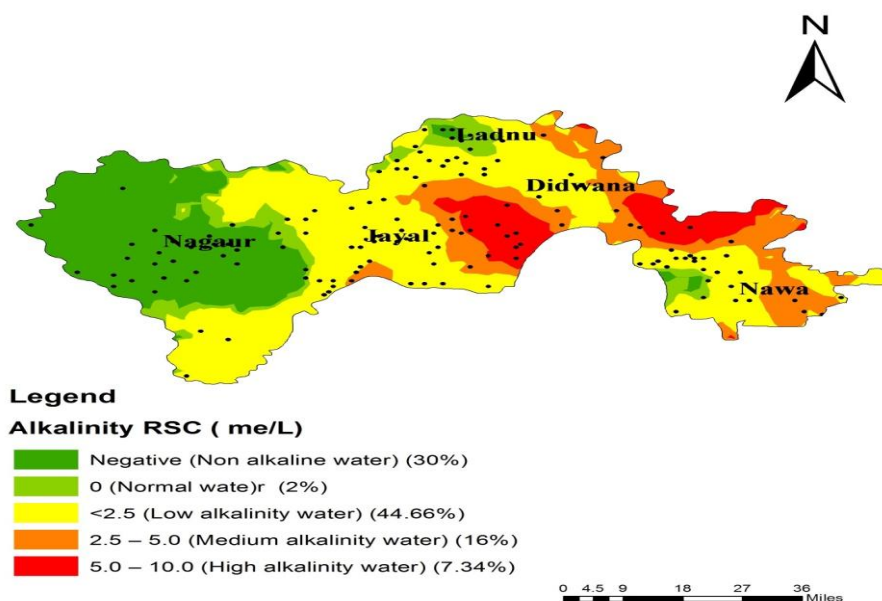 N
Ladnu
Didwana
Nagaur
Jayal
Nawa
Legend
Alkalinity RSC ( me/L)
Negative (Non alkaline water) (30%)
0 (Normal wate)r (2%)
<2.5 (Low alkalinity water) (44.66%)
2.5 – 5.0 (Medium alkalinity water) (16%)
5.0 – 10.0 (High alkalinity water) (7.34%)
0 4.5 9 18 27 36
Miles